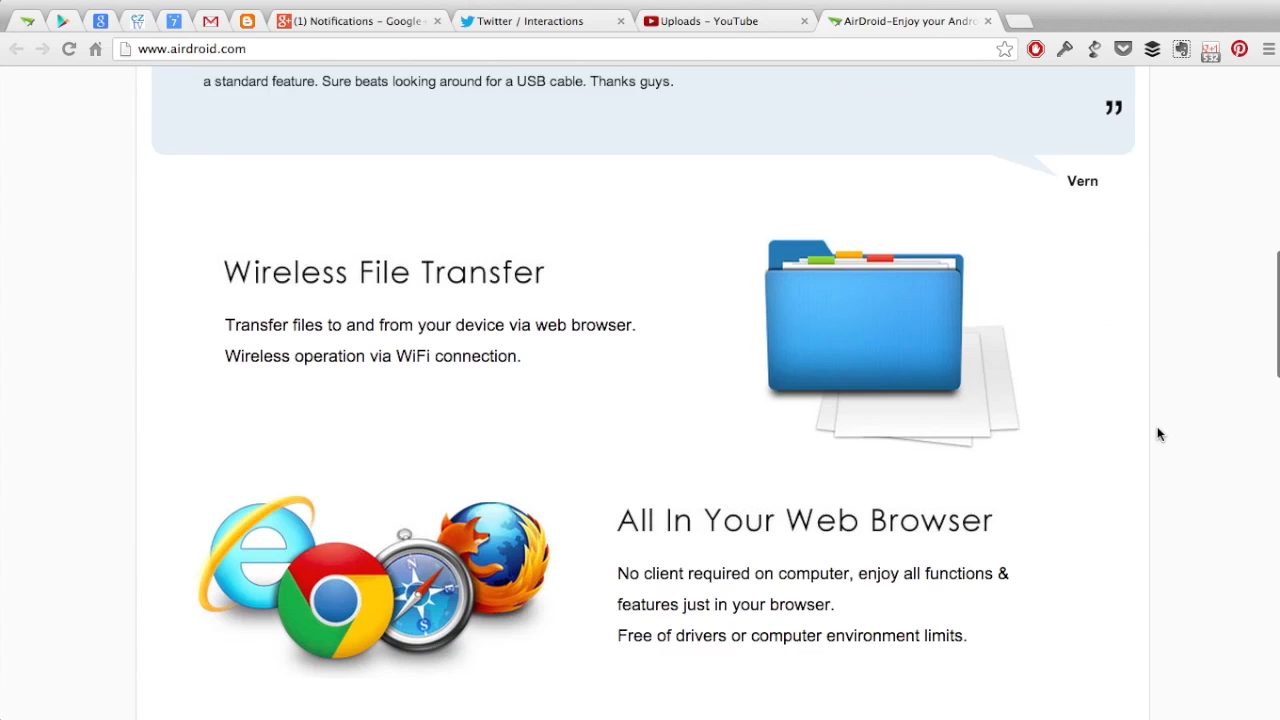 (1) Notifications – Google+
Twitter / Interactions
Uploads – YouTube
AirDroid–Enjoy your Andro
www.airdroid.com
a standard feature. Sure beats looking around for a USB cable. Thanks guys.
”
Vern
Wireless File Transfer
Transfer files to and from your device via web browser.
Wireless operation via WiFi connection.
All In Your Web Browser
No client required on computer, enjoy all functions &
features just in your browser.
Free of drivers or computer environment limits.